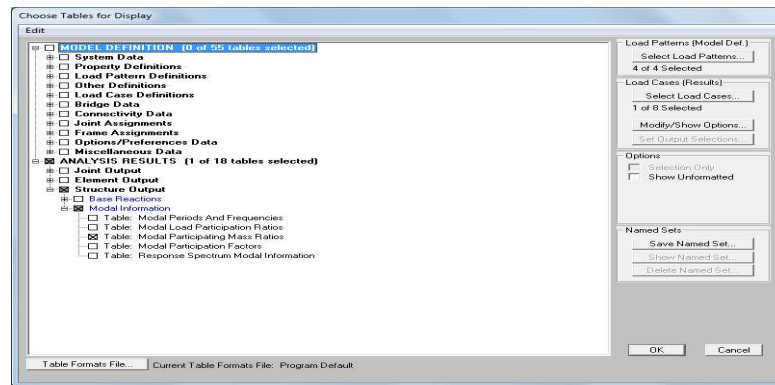 Choose Tables for Display
Edit
MODEL DEFINITION (0 of 55 tables selected)
System Data
Property Definitions
Load Pattern Definitions
Other Definitions
Load Case Definitions
Bridge Data
Connectivity Data
Joint Assignments
Frame Assignments
Options/Preferences Data
Miscellaneous Data
ANALYSIS RESULTS (1 of 18 tables selected)
Joint Output
Element Output
Structure Output
Base Reactions
Modal Information
Table: Modal Periods And Frequencies
Table: Modal Load Participation Ratios
Table: Modal Participating Mass Ratios
Table: Modal Participation Factors
Table: Response Spectrum Modal Information
Table Formats File...
Current Table Formats File: Program Default
Load Patterns (Model Def.)
Select Load Patterns...
4 of 4 Selected
Load Cases (Results)
Select Load Cases...
1 of 8 Selected
Modify/Show Options...
Set Output Selections...
Options
Selection Only
Show Unformatted
Named Sets
Save Named Set...
Show Named Set...
Delete Named Set...
OK
Cancel